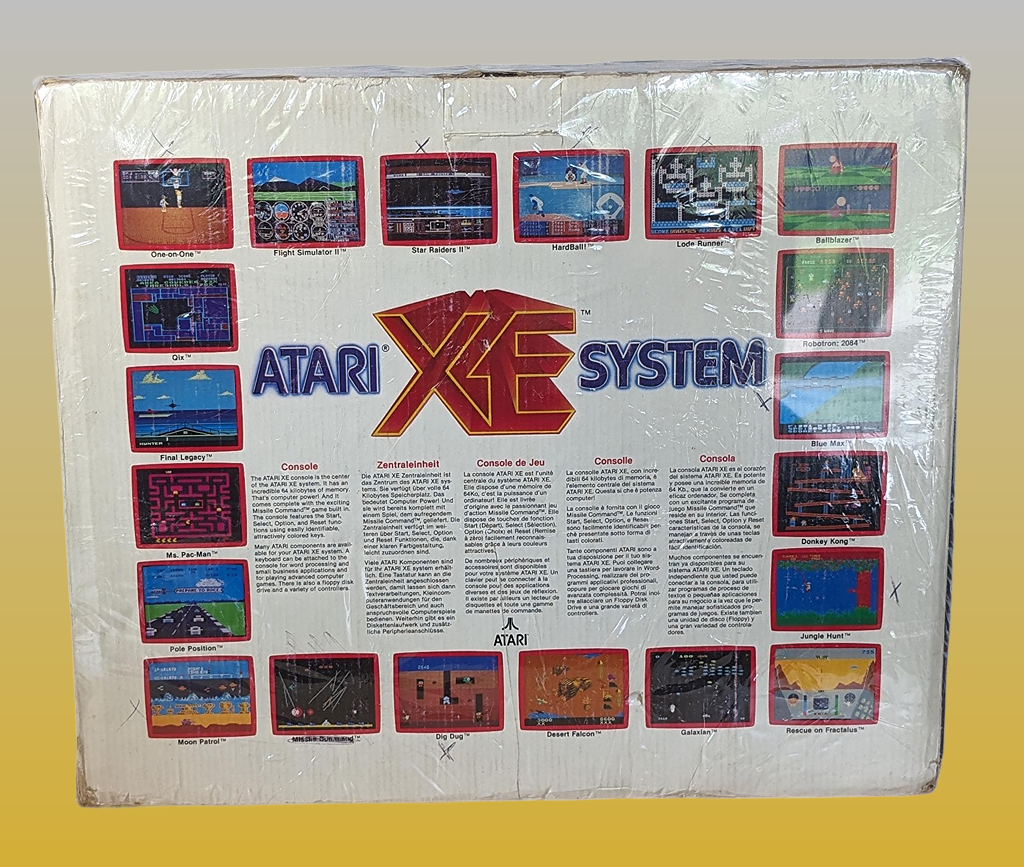 One-on-One™
Flight Simulator II™
Star Raiders II™
HardBall!™
Lode Runner™
Ballblazer™
Qix™
Robotron: 2084™
ATARI® XE™ SYSTEM
Final Legacy™
HUNTER
Blue Max™
Ms. Pac-Man™
Donkey Kong™
Pole Position™
PREPARE TO RACE
Jungle Hunt™
Console
The ATARI XE console is the center
of the ATARI XE system. It has an
incredible 64 kilobytes of memory.
That's computer power! And it
comes complete with the exciting
Missile Command™ game built in.
The console features the Start,
Select, Option, and Reset func-
tions using easily identifiable,
attractively colored keys.
Many ATARI components are avail-
able for your ATARI XE system. A
keyboard can be attached to the
console for word processing and
small business applications and
for playing advanced computer
games. There is also a floppy disk
drive and a variety of controllers.
Zentraleinheit
Die ATARI XE Zentraleinheit ist
das Zentrum des ATARI XE sys-
tems. Sie verfügt über volle 64
Kilobytes Speicherplatz. Das
bedeutet Computer Power! Und
sie wird bereits komplett mit
einem Spiel, dem aufregendem
Missile Command™, geliefert. Die
Zentraleinheit verfügt im wei-
teren über Start, Select, Option
und Reset Funktionen, die, dank
einer klaren Farbgestaltung,
leicht zuzuordnen sind.
Viele ATARI Komponenten sind
für Ihr ATARI XE system erhält-
lich. Eine Tastatur kann an die
Zentraleinheit angeschlossen
werden, damit lassen sich dann
Textverarbeitungen, Kleincom-
puteranwendungen für den
Geschäftsbereich und auch
anspruchsvolle Computerspiele
bedienen. Weiterhin gibt es ein
Diskettenlaufwerk und zusätz-
liche Peripherieanschlüsse.
Console de Jeu
La console ATARI XE est l'unité
centrale du système ATARI XE.
Elle dispose d'une mémoire de
64Ko, c'est la puissance d'un
ordinateur! Elle est livrée
d'origine avec le passionnant jeu
d'action Missile Command™. Elle
dispose de touches de fonction
Start (Départ), Select (Sélection),
Option (Choix) et Reset (Remise
à zéro) facilement reconnais-
sables grâce à leurs couleurs
attractives.
De nombreux périphériques et
accessoires sont disponibles
pour votre système ATARI XE. Un
clavier peut se connecter à la
console pour des applications
diverses et des jeux de réflexion.
Il existe par ailleurs un lecteur de
disquettes et toute une gamme
de manettes de commande.
Consolle
La consolle ATARI XE, con incre-
dibili 64 kilobytes di memoria, è
l'elemento centrale del sistema
ATARI XE. Questa si che è potenza
computer!
La consolle è fornita con il gioco
Missile Command™. Le funzioni
Start, Select, Option, e Reset
sono facilmente identificabili per
chè presentate sotto forma di
tasti colorati.
Tante componenti ATARI sono a
tua disposizione per il tuo sis-
tema ATARI XE. Puoi collegare
una tastiera per lavorare in Word
Processing, realizzare dei pro-
grammi applicativi professionali,
oppure per giocare giochi di
avanzata complessità. Potrai inol-
tre allacciare un Floppy Disk
Drive e una grande varietà di
controllers.
Consola
La consola ATARI XE es el corazón
del sistema ATARI XE. Es potente
y posee una increíble memoria de
64 Kb, que la convierte en un
eficaz ordenador. Se completa
con un excitante programa de
juego Missile Command™ que
reside en su interior. Las funcio-
nes Start, Select, Option y Reset
características de la consola, se
activan a través de unas teclas
atractivamente coloreadas de
fácil identificación.
Muchos componentes se encuen-
tran ya disponibles para su
sistema ATARI XE. Un teclado
independiente que usted puede
conectar a la consola, para utili-
zar programas de proceso de
textos o pequeñas aplicaciones
para su negocio a la vez que le per-
mite manejar sofisticados pro-
gramas de juegos. Existe también
una unidad de disco (Floppy) y
una gran variedad de controla-
dores.
ATARI
Moon Patrol™
Missile Command™
Dig Dug™
Desert Falcon™
Galaxian™
Rescue on Fractalus™